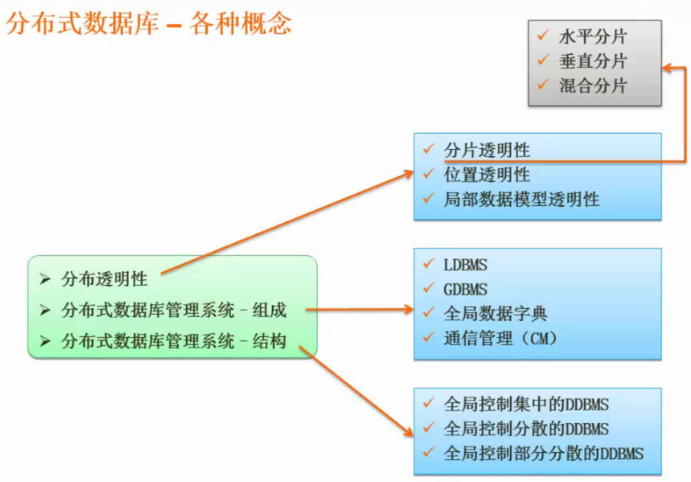 分布式数据库 – 各种概念
水平分片
垂直分片
混合分片
分片透明性
位置透明性
局部数据模型透明性
分布透明性
分布式数据库管理系统 - 组成
分布式数据库管理系统 - 结构
LDBMS
GDBMS
全局数据字典
通信管理（CM）
全局控制集中的DDBMS
全局控制分散的DDBMS
全局控制部分分散的DDBMS